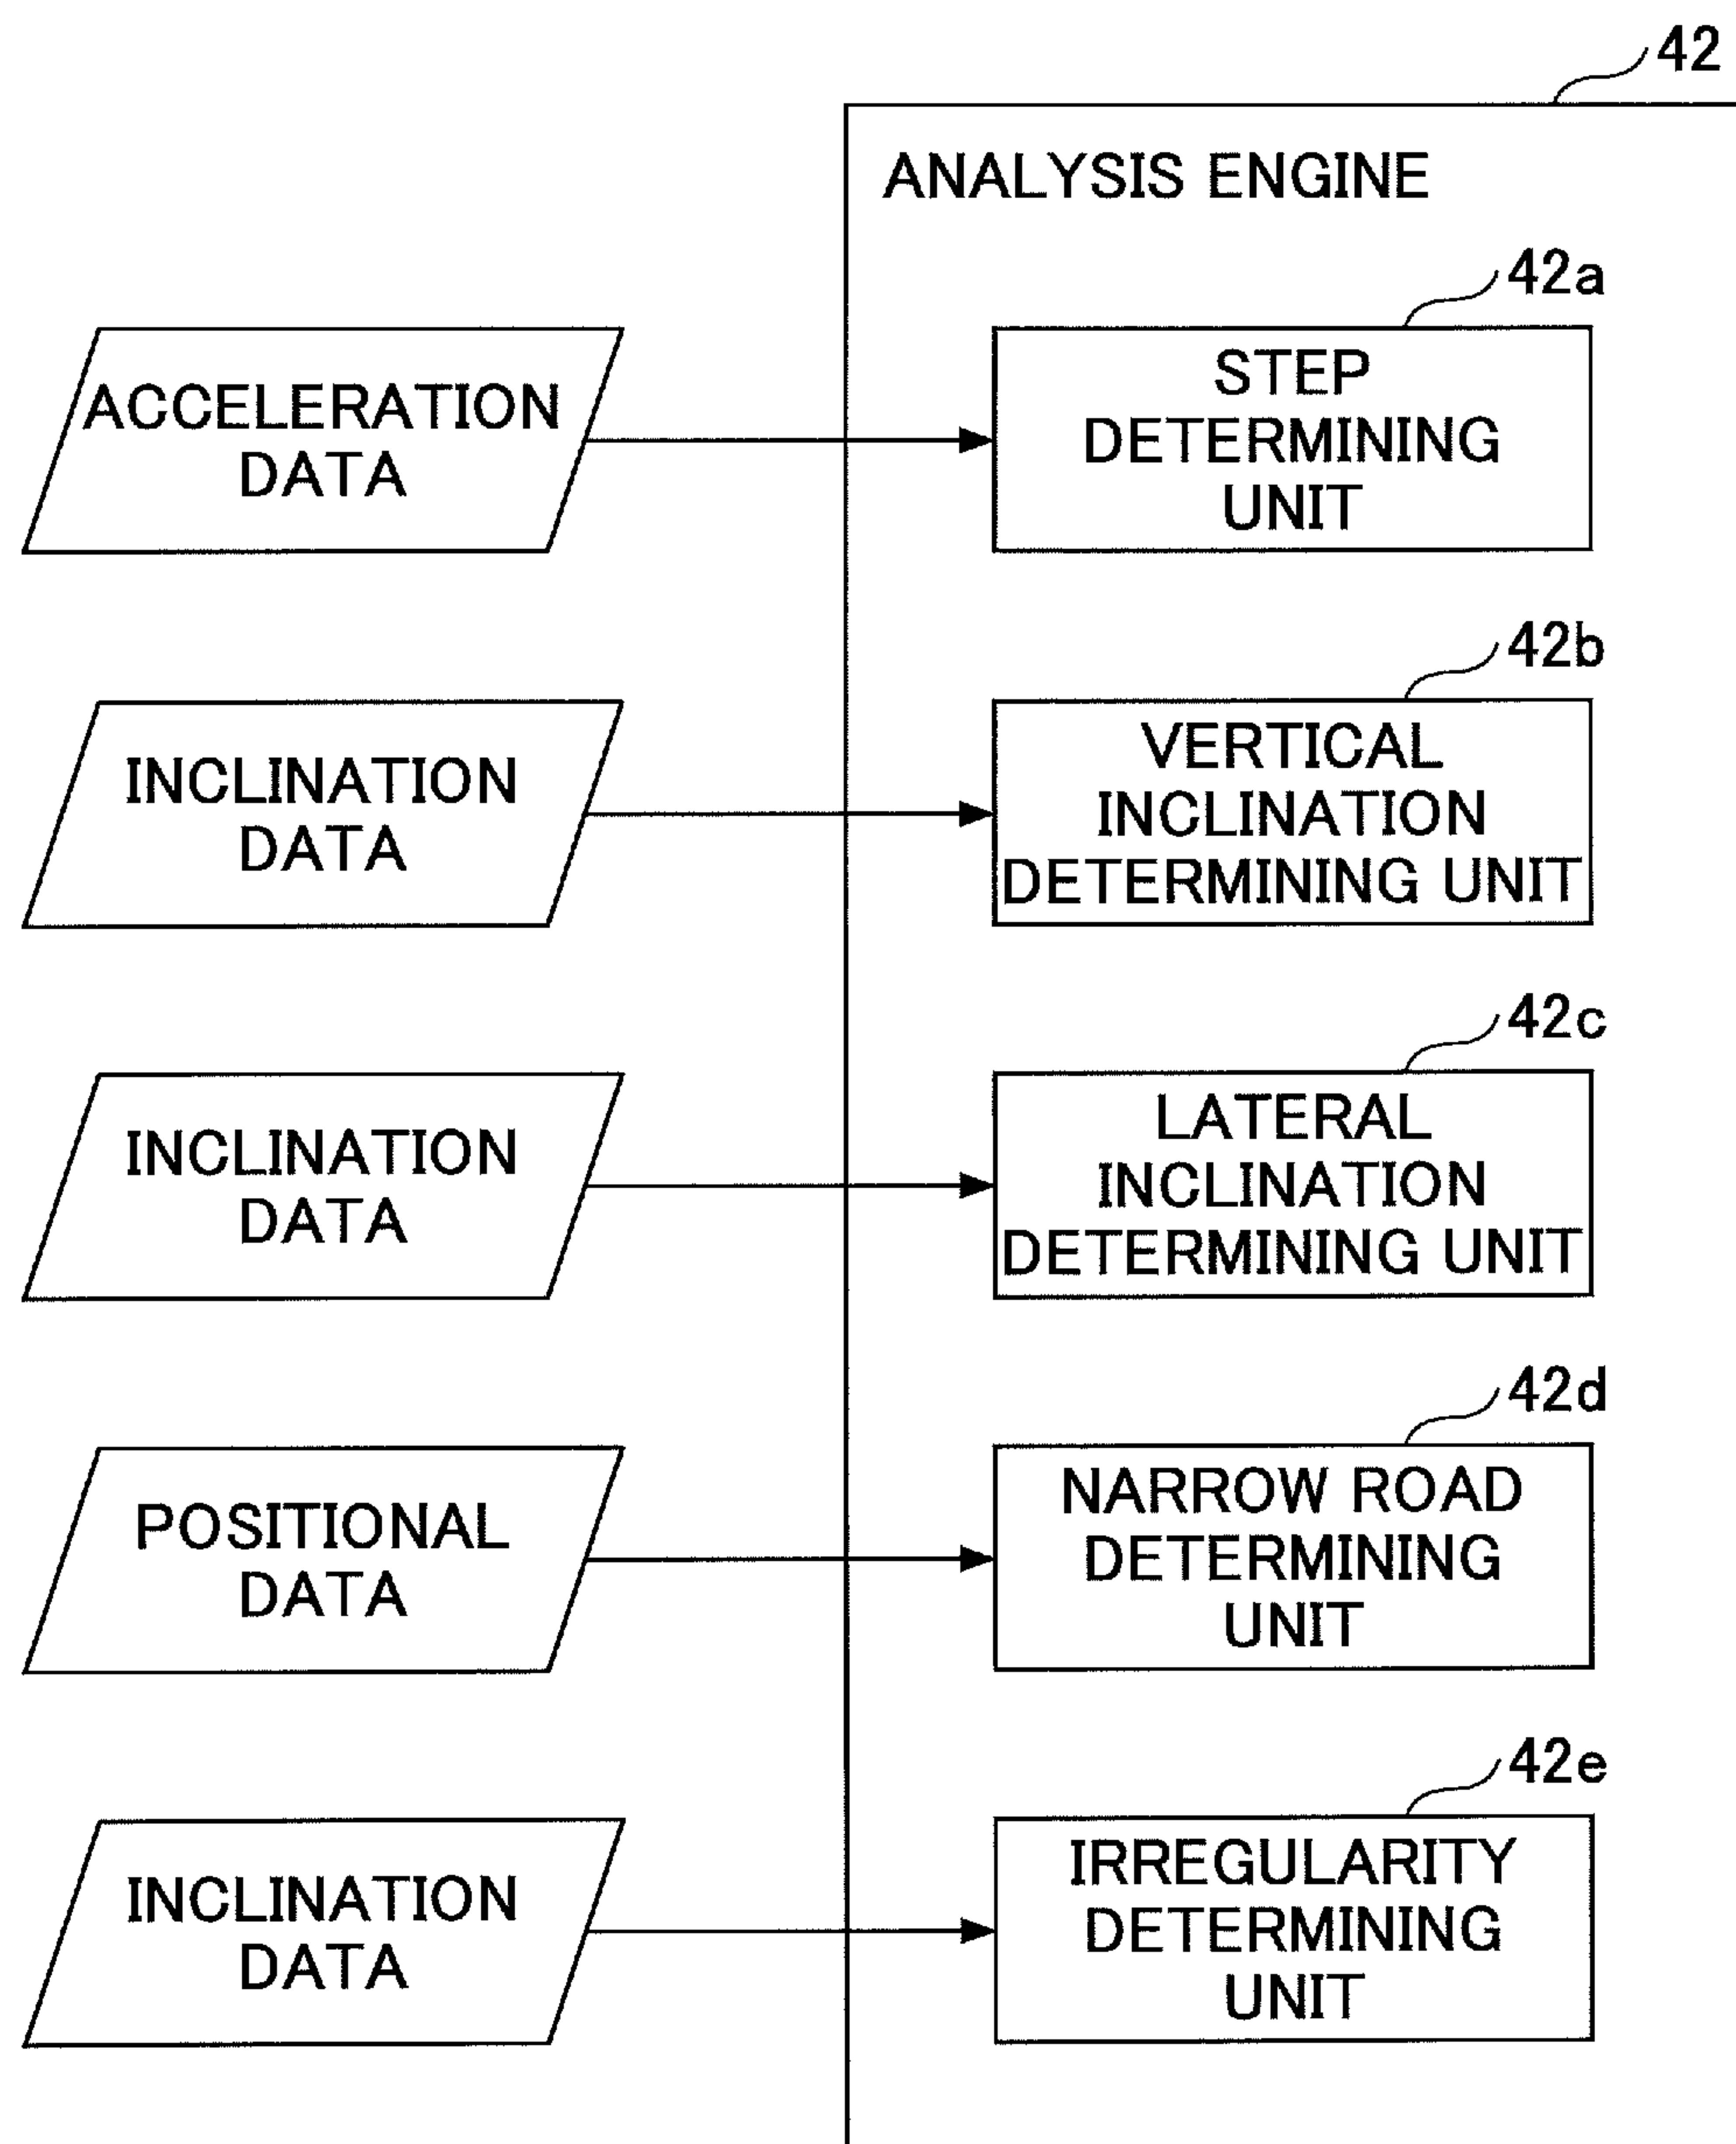 42
ANALYSIS ENGINE
42a
ACCELERATION
DATA
STEP
DETERMINING
UNIT
42b
INCLINATION
DATA
VERTICAL
INCLINATION
DETERMINING UNIT
42c
INCLINATION
DATA
LATERAL
INCLINATION
DETERMINING UNIT
42d
POSITIONAL
DATA
NARROW ROAD
DETERMINING
UNIT
42e
INCLINATION
DATA
IRREGULARITY
DETERMINING
UNIT